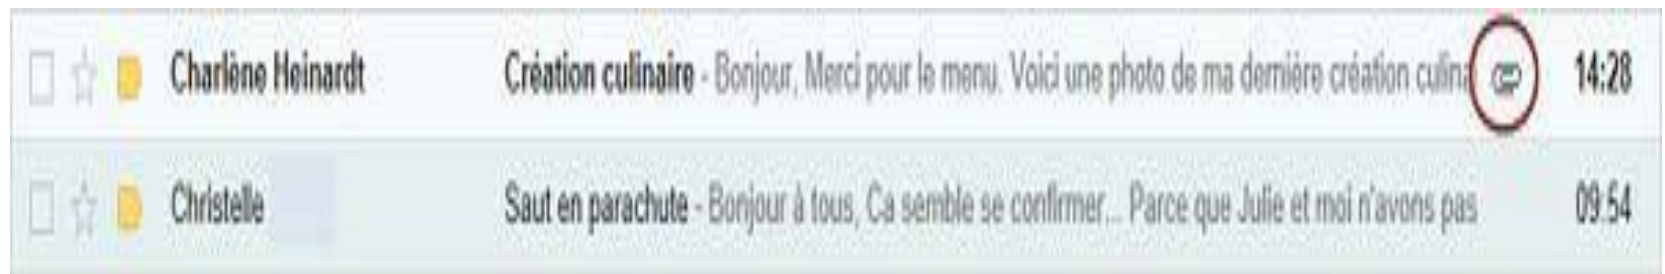 Charlène Heinardt Création culinaire - Bonjour, Merci pour le menu. Voici une photo de ma dernière création culina 14:28
Christelle Saut en parachute - Bonjour à tous, Ca semble se confirmer... Parce que Julie et moi n'avons pas 09:54